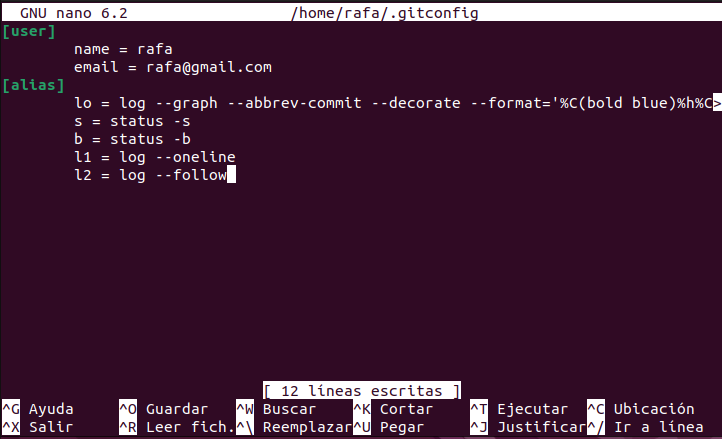 GNU nano 6.2 /home/rafa/.gitconfig
[user]
name = rafa
email = rafa@gmail.com
[alias]
lo = log --graph --abbrev-commit --decorate --format='%C(bold blue)%h%C>
s = status -s
b = status -b
l1 = log --oneline
l2 = log --follow
[ 12 líneas escritas ]
^G Ayuda ^O Guardar ^W Buscar ^K Cortar ^T Ejecutar ^C Ubicación
^X Salir ^R Leer fich. ^\ Reemplazar ^U Pegar ^J Justificar ^/ Ir a línea